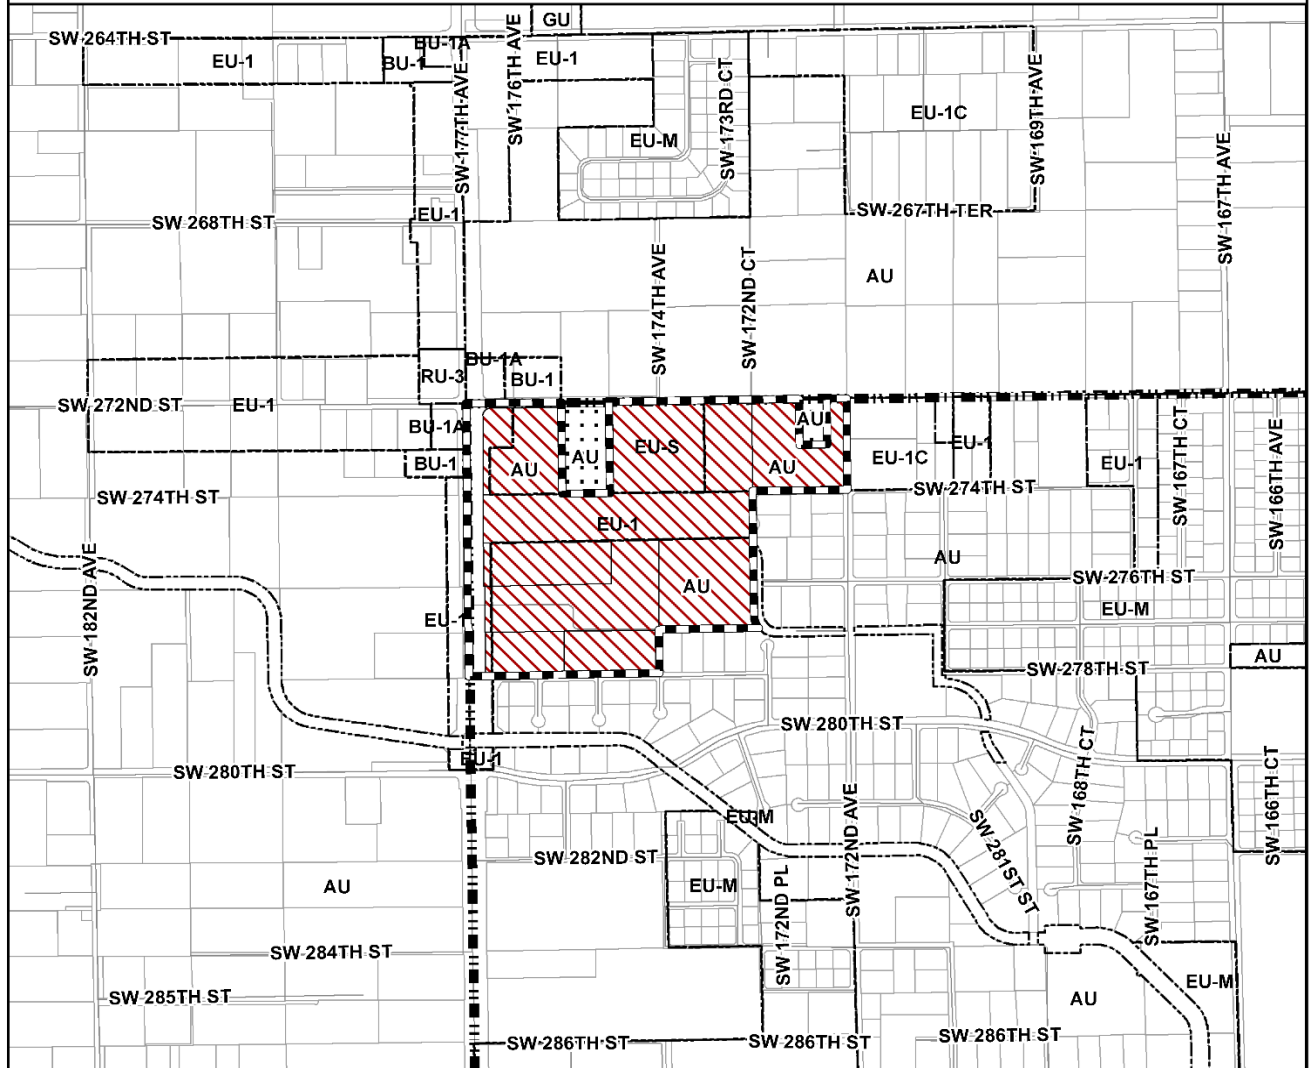 GU
SW 264TH ST
BU-1A
SW 176TH AVE
EU-1
BU-1
EU-1
SW 177TH AVE
SW 173RD CT
SW 169TH AVE
EU-1C
EU-M
SW 167TH AVE
EU-1
SW 267TH TER
SW 268TH ST
SW 174TH AVE
SW 172ND CT
AU
BU-1A
RU-3
BU-1
SW 272ND ST
EU-1
BU-1A
AU
EU-S
AU
AU
AU
BU-1
EU-1C
EU-1
EU-1
SW 167TH CT
SW 166TH AVE
SW 274TH ST
SW 274TH ST
EU-1
AU
SW 182ND AVE
AU
SW 276TH ST
EU-M
EU-1
AU
SW 278TH ST
SW 280TH ST
EU-1
SW 280TH ST
SW 168TH CT
SW 166TH CT
EU-M
SW 172ND AVE
SW 281ST ST
SW 282ND ST
AU
EU-M
SW 172ND PL
SW 167TH PL
SW 284TH ST
EU-M
SW 285TH ST
AU
SW 286TH ST
SW 286TH ST
SW 286TH ST